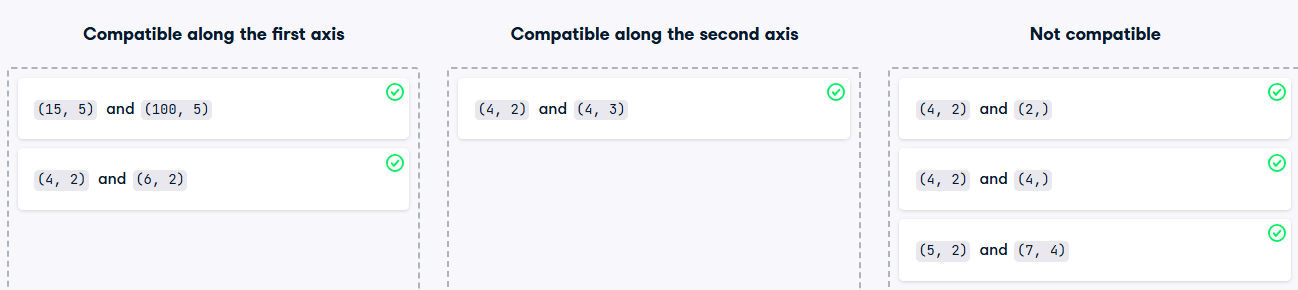 Compatible along the first axis
(15, 5) and (100, 5)
(4, 2) and (6, 2)
Compatible along the second axis
(4, 2) and (4, 3)
Not compatible
(4, 2) and (2,)
(4, 2) and (4,)
(5, 2) and (7, 4)